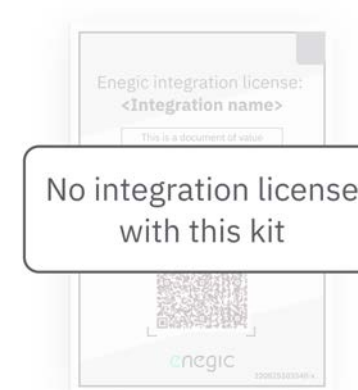 Enegic integration license:
<Integration name>
This is a document of value
No integration license
with this kit
enegic